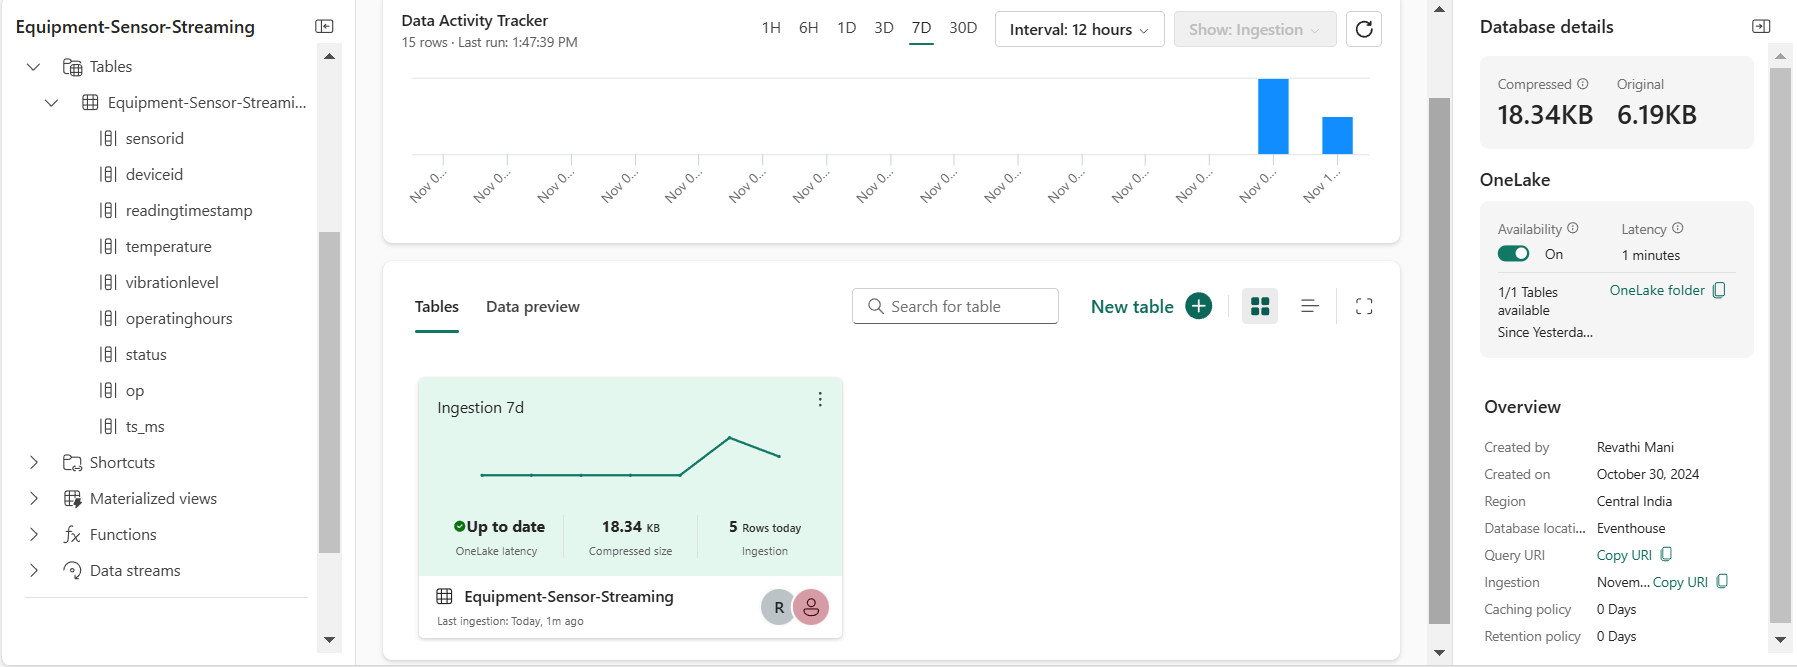 Equipment-Sensor-Streaming
Tables
Equipment-Sensor-Streami...
sensorid
deviceid
readingtimestamp
temperature
vibrationlevel
operatinghours
status
op
ts_ms
Shortcuts
Materialized views
Functions
Data streams
Data Activity Tracker
15 rows · Last run: 1:47:39 PM
1H 6H 1D 3D 7D 30D Interval: 12 hours Show: Ingestion
Nov 0... Nov 0... Nov 0... Nov 0... Nov 0... Nov 0... Nov 0... Nov 0... Nov 0... Nov 0... Nov 0... Nov 0... Nov 0... Nov 0... Nov 1...
Tables Data preview Search for table New table
Ingestion 7d
Up to date 18.34 KB 5 Rows today
OneLake latency Compressed size Ingestion
Equipment-Sensor-Streaming R
Last ingestion: Today, 1m ago
Database details
Compressed Original
18.34KB 6.19KB
OneLake
Availability Latency
On 1 minutes
1/1 Tables available OneLake folder
Since Yesterda...
Overview
Created by Revathi Mani
Created on October 30, 2024
Region Central India
Database locati... Eventhouse
Query URI Copy URI
Ingestion Novem... Copy URI
Caching policy 0 Days
Retention policy 0 Days